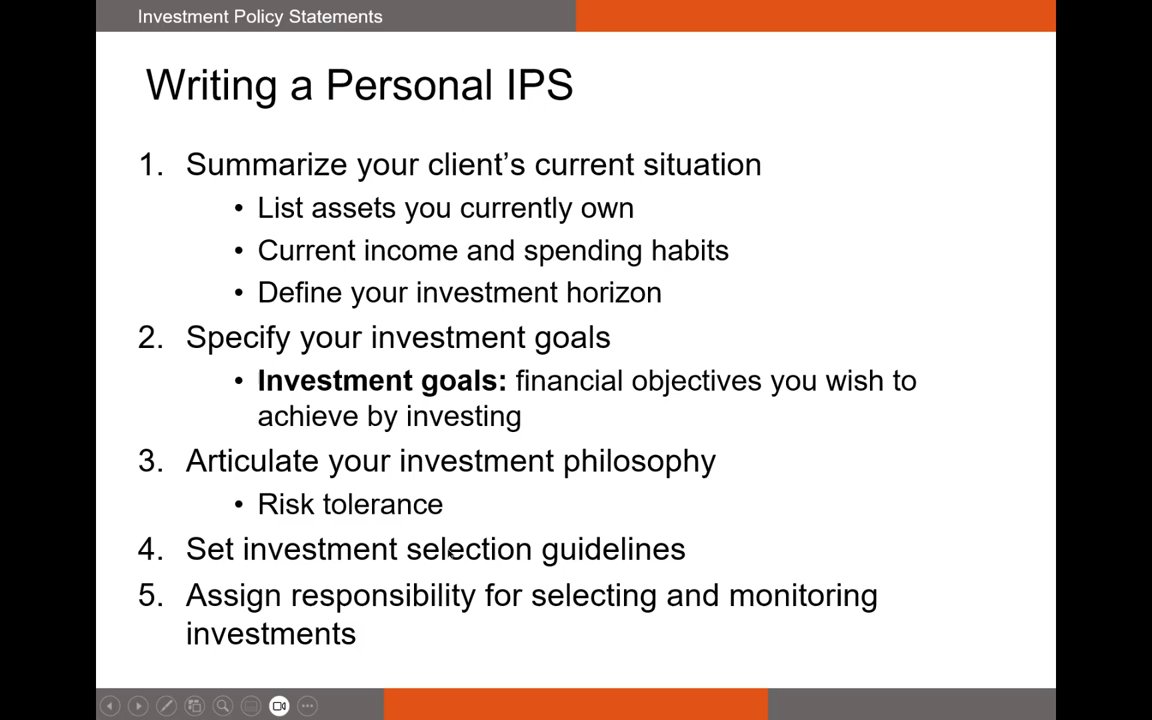 Investment Policy Statements
Writing a Personal IPS
1. Summarize your client's current situation
• List assets you currently own
• Current income and spending habits
• Define your investment horizon
2. Specify your investment goals
• Investment goals: financial objectives you wish to
achieve by investing
3. Articulate your investment philosophy
• Risk tolerance
4. Set investment selection guidelines
5. Assign responsibility for selecting and monitoring
investments